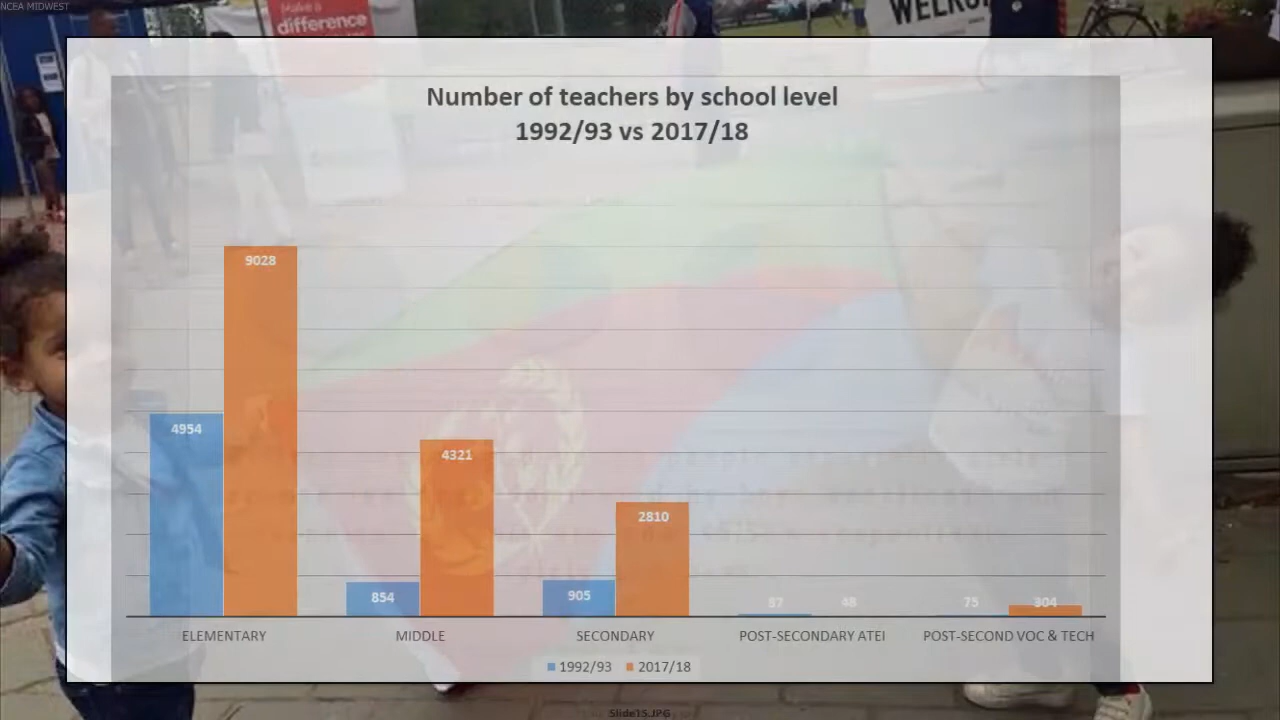 NCEA MIDWEST
Make a
difference
Number of teachers by school level
1992/93 vs 2017/18
9028
4954
4321
2810
854
905
87
48
75
304
ELEMENTARY
MIDDLE
SECONDARY
POST-SECONDARY ATEI
POST-SECOND VOC & TECH
1992/93
2017/18
Slide15.JPG